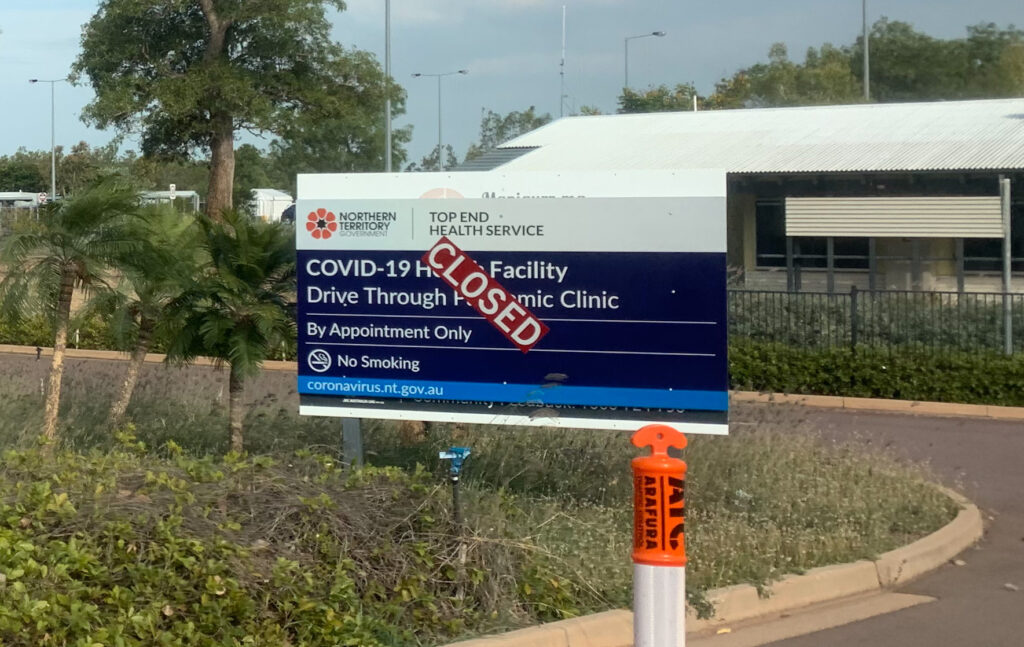 NORTHERN
TERRITORY
GOVERNMENT
TOP END
HEALTH SERVICE
COVID-19 Facility
Drive Through Clinic
CLOSED
By Appointment Only
No Smoking
coronavirus.nt.gov.au
ATC
ARAFURA